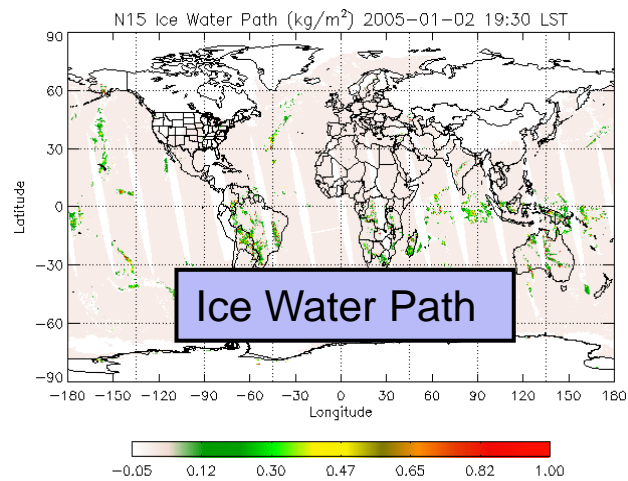 N15 Ice Water Path (kg/m²) 2005-01-02 19:30 LST
90
60
30
0
−30
−60
−90
Latitude
Ice Water Path
−180 −150 −120 −90 −60 −30 0 30 60 90 120 150 180
Longitude
−0.05 0.12 0.30 0.47 0.65 0.82 1.00